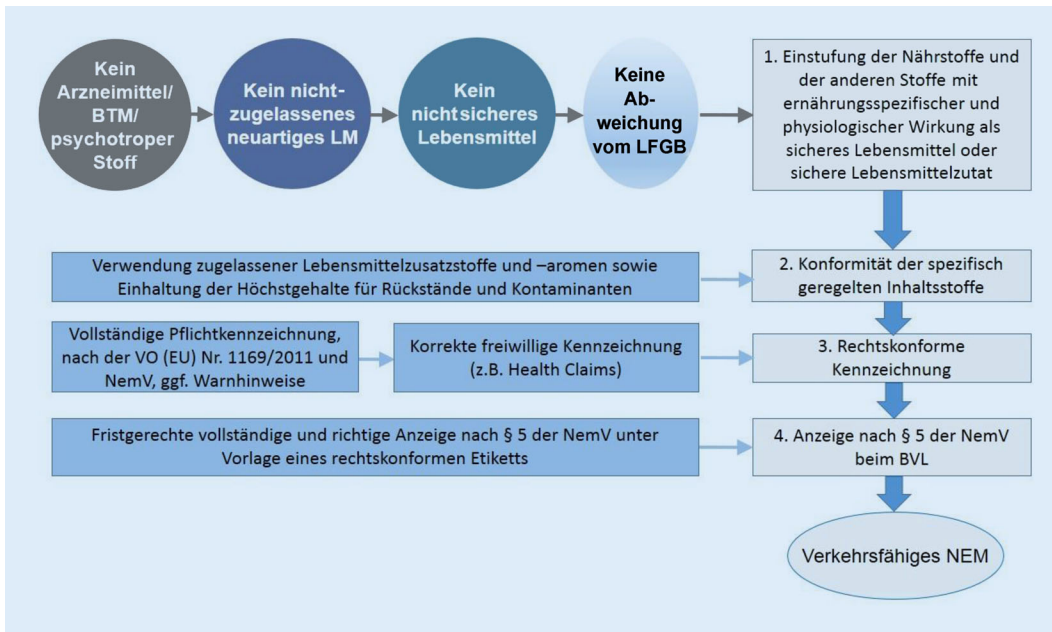 Kein
Arzneimittel/
BTM/
psychotroper
Stoff
Kein nicht-
zugelassenes
neuartiges LM
Kein
nicht sicheres
Lebensmittel
Keine
Ab-
weichung
vom LFGB
1. Einstufung der Nährstoffe und
der anderen Stoffe mit
ernährungsspezifischer und
physiologischer Wirkung als
sicheres Lebensmittel oder
sichere Lebensmittelzutat
Verwendung zugelassener Lebensmittelzusatzstoffe und –aromen sowie
Einhaltung der Höchstgehalte für Rückstände und Kontaminanten
2. Konformität der spezifisch
geregelten Inhaltsstoffe
Vollständige Pflichtkennzeichnung,
nach der VO (EU) Nr. 1169/2011 und
NemV, ggf. Warnhinweise
Korrekte freiwillige Kennzeichnung
(z.B. Health Claims)
3. Rechtskonforme
Kennzeichnung
Fristgerechte vollständige und richtige Anzeige nach § 5 der NemV unter
Vorlage eines rechtskonformen Etiketts
4. Anzeige nach § 5 der NemV
beim BVL
Verkehrsfähiges NEM